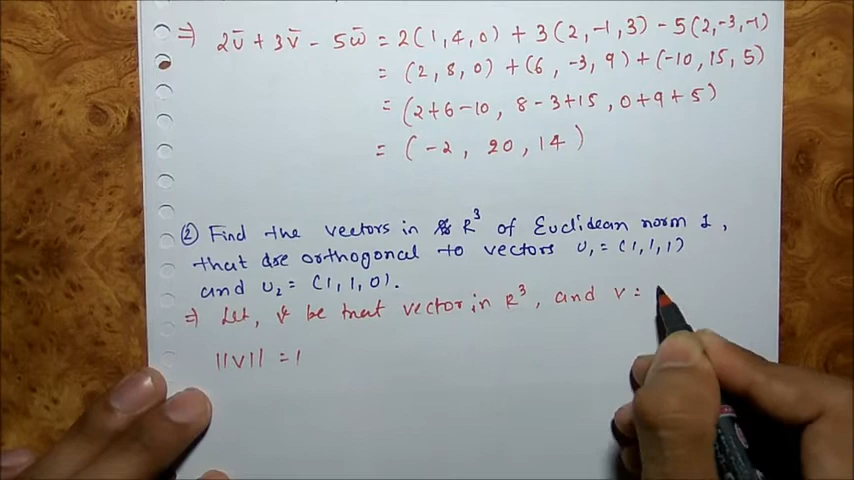 ⇒ 2ū + 3v̄ - 5w̄ = 2(1,4,0) + 3(2,-1,3) - 5(2,-3,-1)
= (2,8,0) + (6,-3,9) + (-10,15,5)
= (2+6-10, 8-3+15, 0+9+5)
= (-2, 20, 14)
② Find the vectors in R³ of Euclidean norm 1,
that are orthogonal to vectors u₁ = (1,1,1)
and u₂ = (1,1,0).
⇒ Let, v be that vector in R³, and v =
||v|| = 1